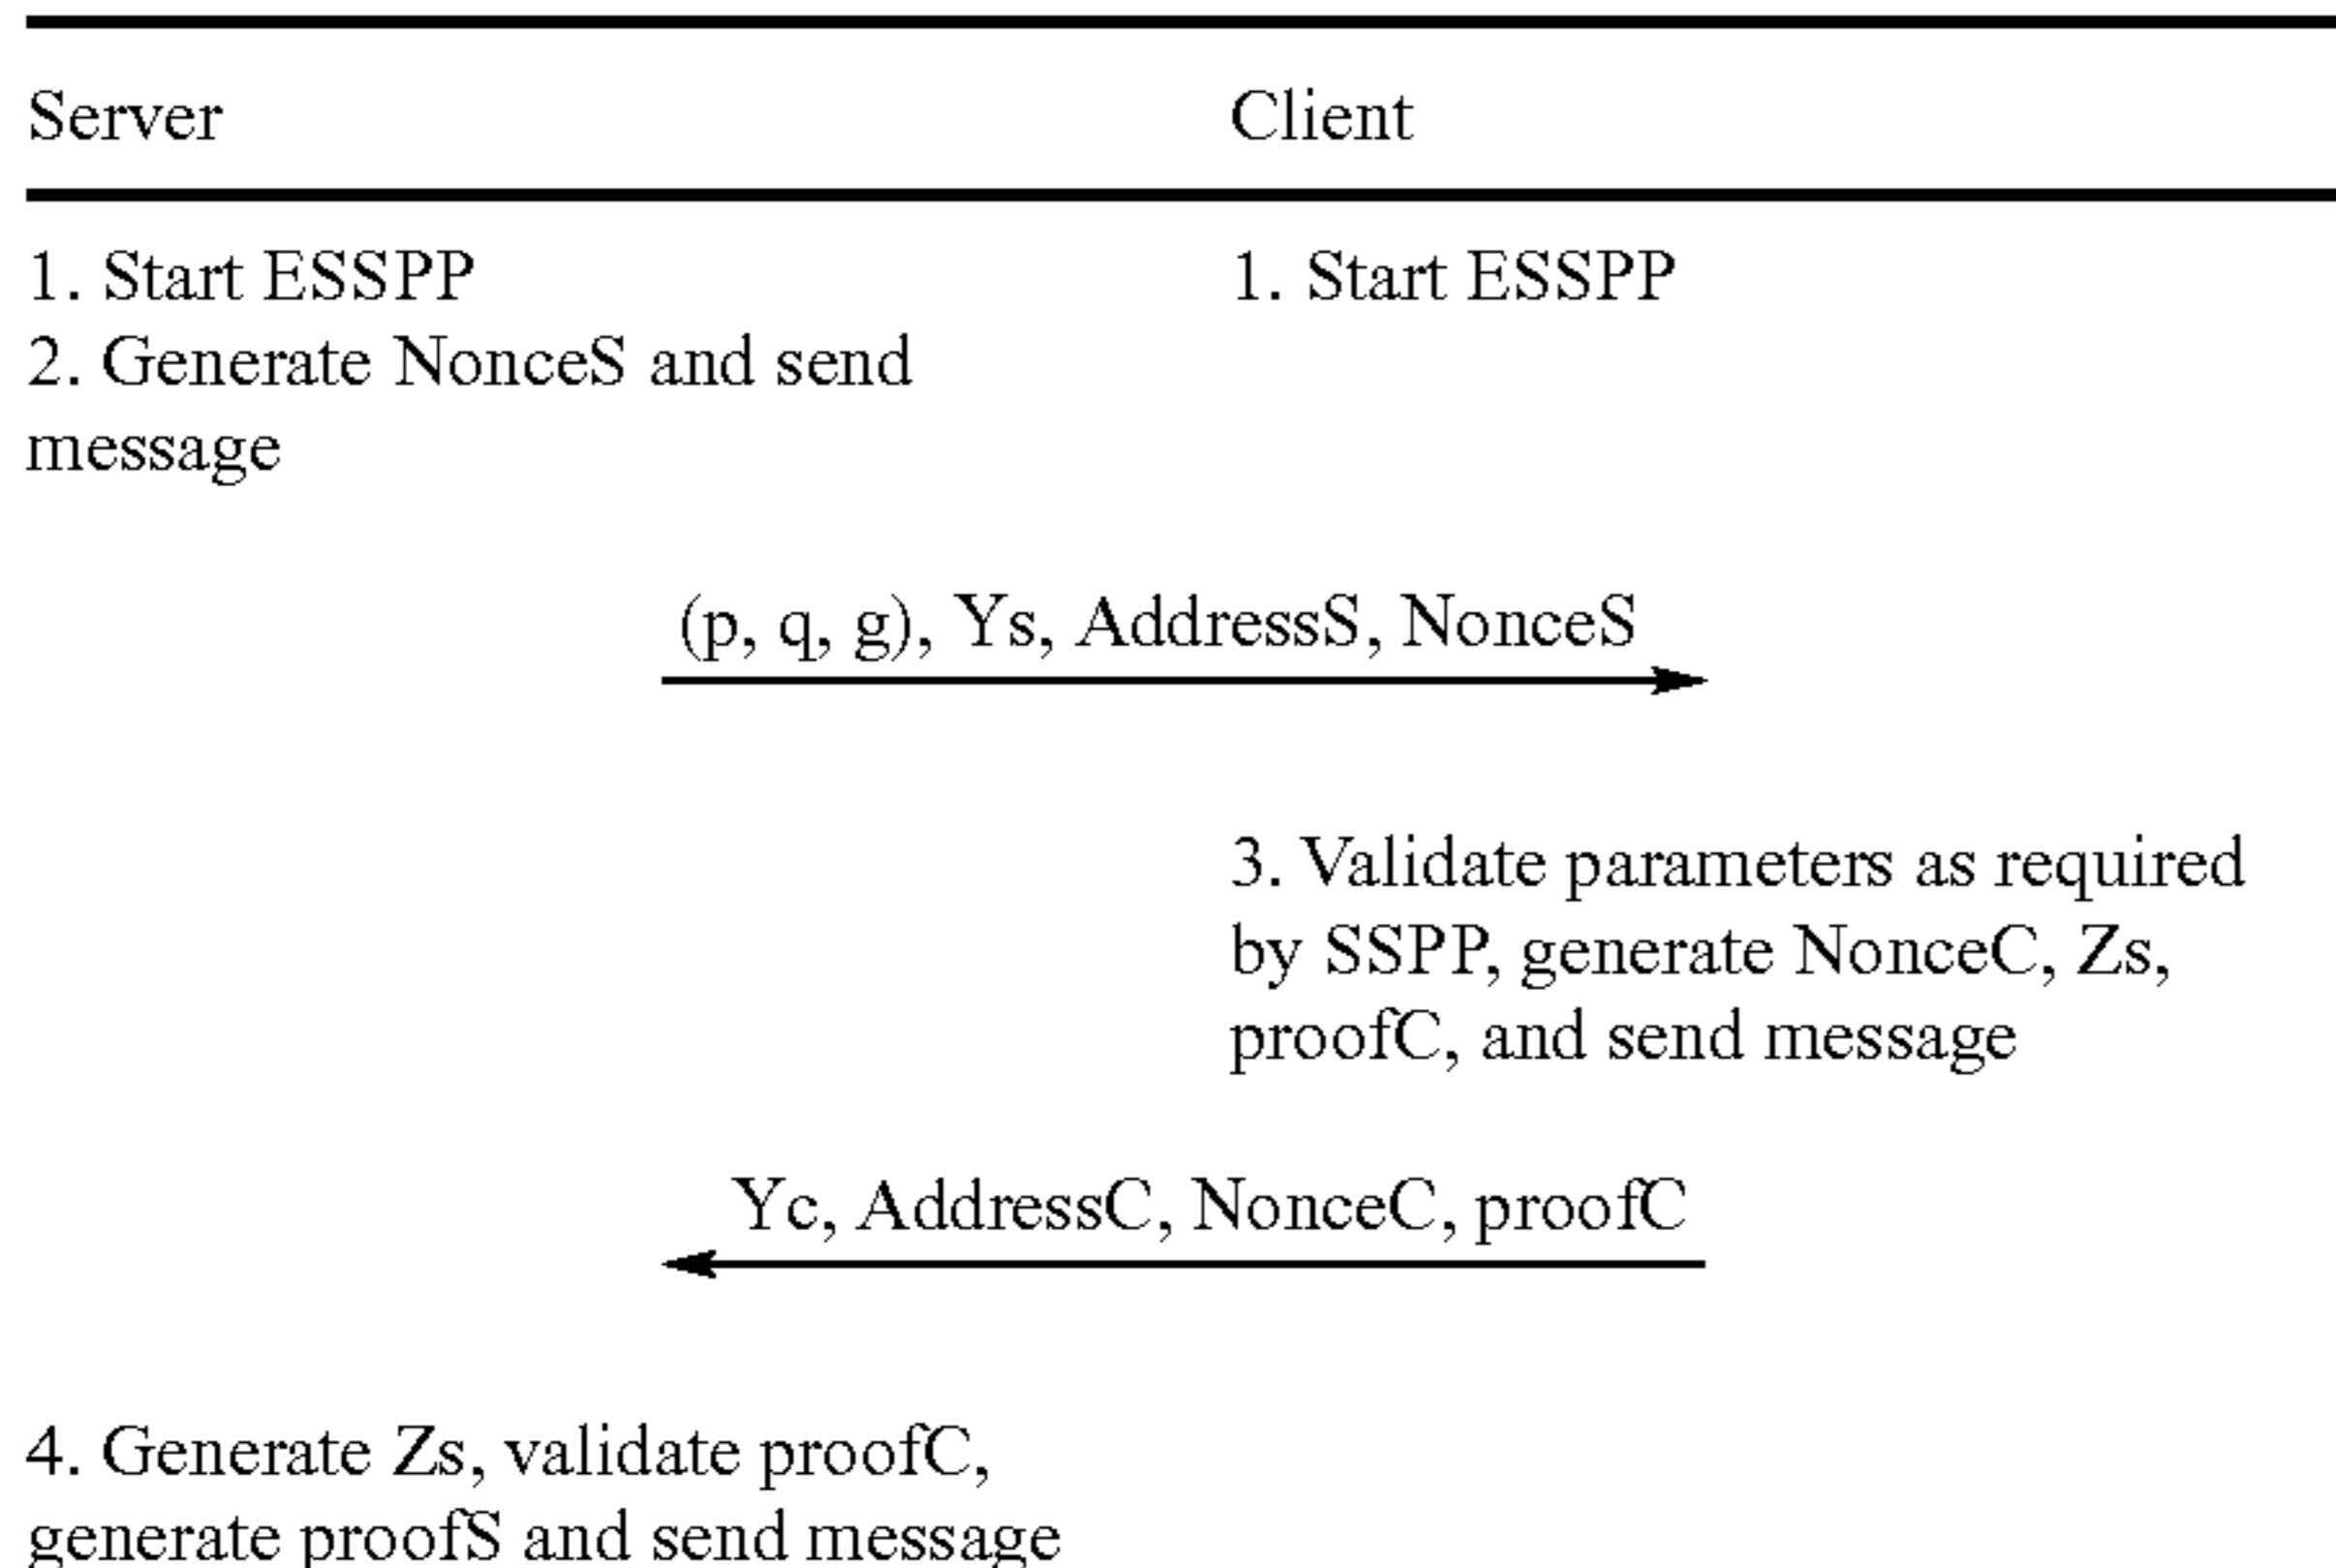 Server
Client
1. Start ESSPP
1. Start ESSPP
2. Generate NonceS and send
message
(p, q, g), Ys, AddressS, NonceS
3. Validate parameters as required
by SSPP, generate NonceC, Zs,
proofC, and send message
Yc, AddressC, NonceC, proofC
4. Generate Zs, validate proofC,
generate proofS and send message